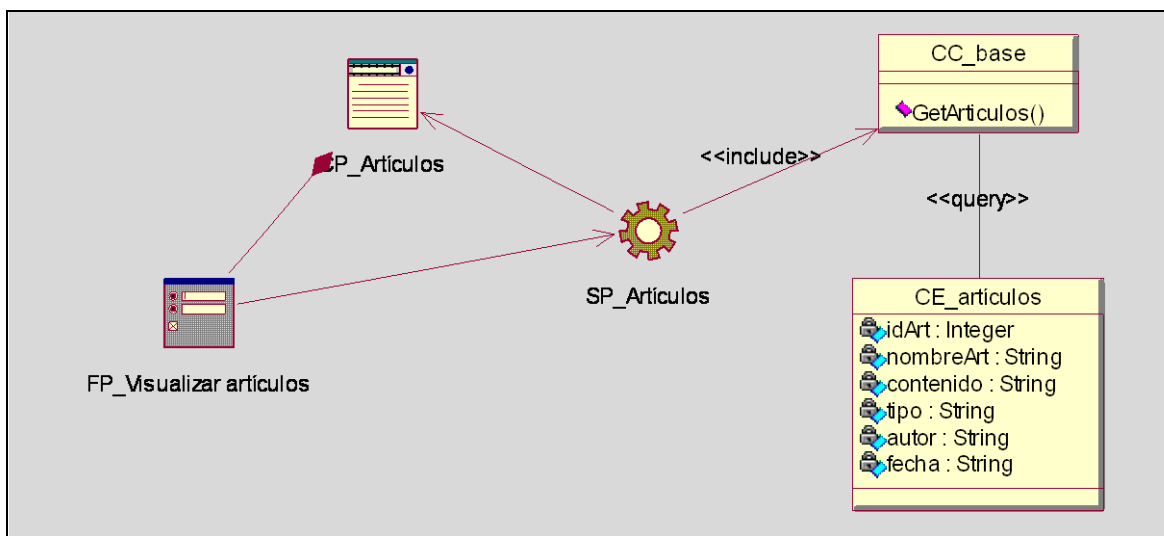 CC_base
GetArticulos()
CP_Artículos
<<include>>
<<query>>
SP_Artículos
FP_Visualizar artículos
CE_articulos
idArt : Integer
nombreArt : String
contenido : String
tipo : String
autor : String
fecha : String